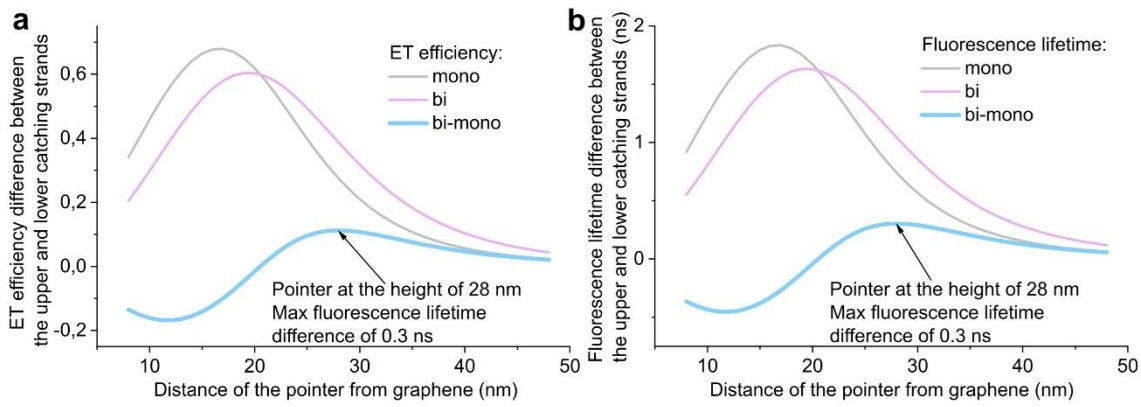 a
ET efficiency difference between
the upper and lower catching strands
0,6
0,4
0,2
0,0
-0,2
ET efficiency:
mono
bi
bi-mono
Pointer at the height of 28 nm
Max fluorescence lifetime
difference of 0.3 ns
10 20 30 40 50
Distance of the pointer from graphene (nm)
b
Fluorescence lifetime difference between
the upper and lower catching strands (ns)
2
1
0
Fluorescence lifetime:
mono
bi
bi-mono
Pointer at the height of 28 nm
Max fluorescence lifetime
difference of 0.3 ns
10 20 30 40 50
Distance of the pointer from graphene (nm)